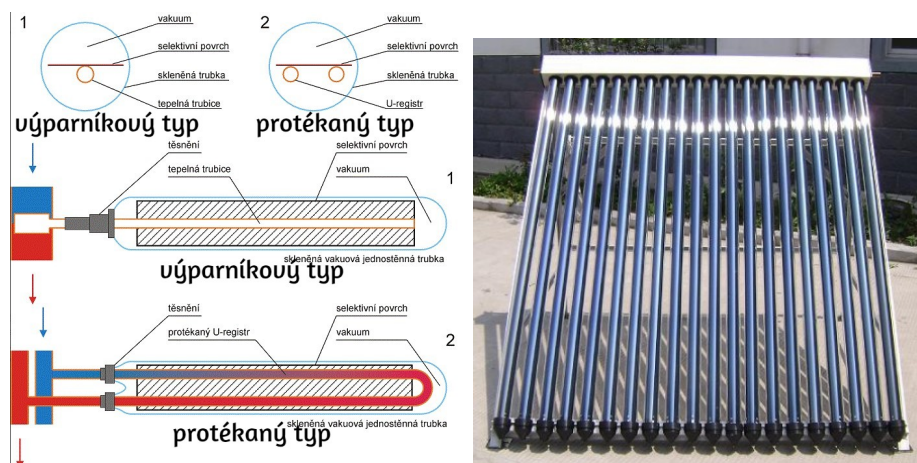 1
vakuum
selektivní povrch
skleněná trubka
tepelná trubice
výparníkový typ
2
vakuum
selektivní povrch
skleněná trubka
U-registr
protékaný typ
těsnění
tepelná trubice
selektivní povrch
vakuum
1
skleněná vakuová jednostěnná trubka
výparníkový typ
těsnění
protékaný U-registr
selektivní povrch
vakuum
2
skleněná vakuová jednostěnná trubka
protékaný typ